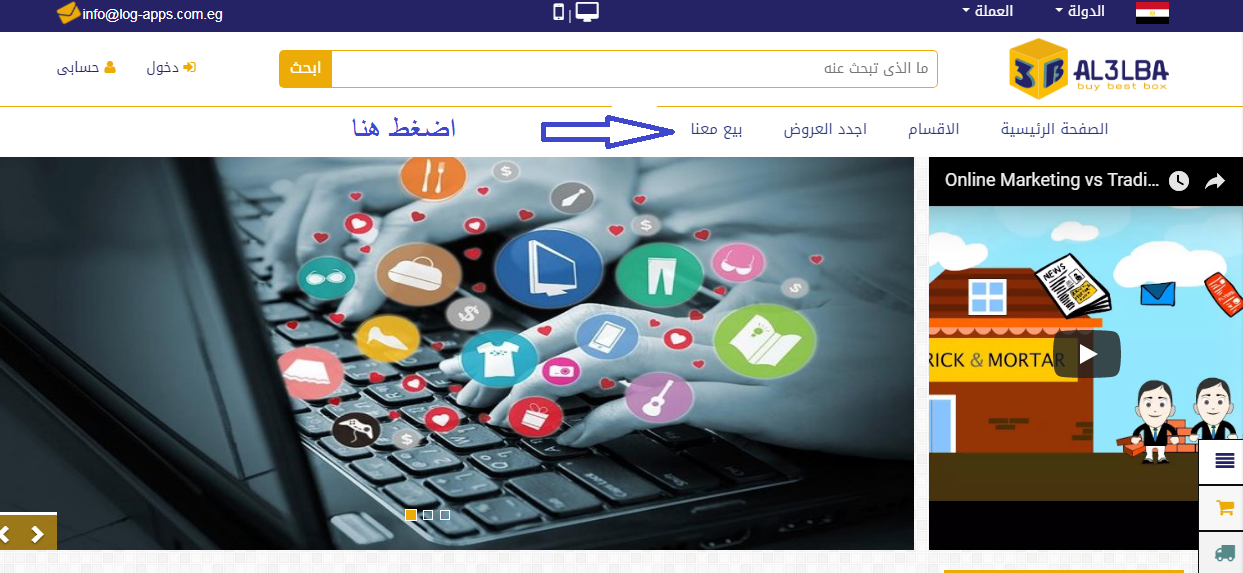 info@log-apps.com.eg
|
العملة
الدولة
حسابى
دخول
ابحث
ما الذى تبحث عنه
AL3LBA
buy best box
الصفحة الرئيسية
الاقسام
اجدد العروض
بيع معنا
اضغط هنا
Online Marketing vs Tradi...
NEWS
RICK & MORTAR